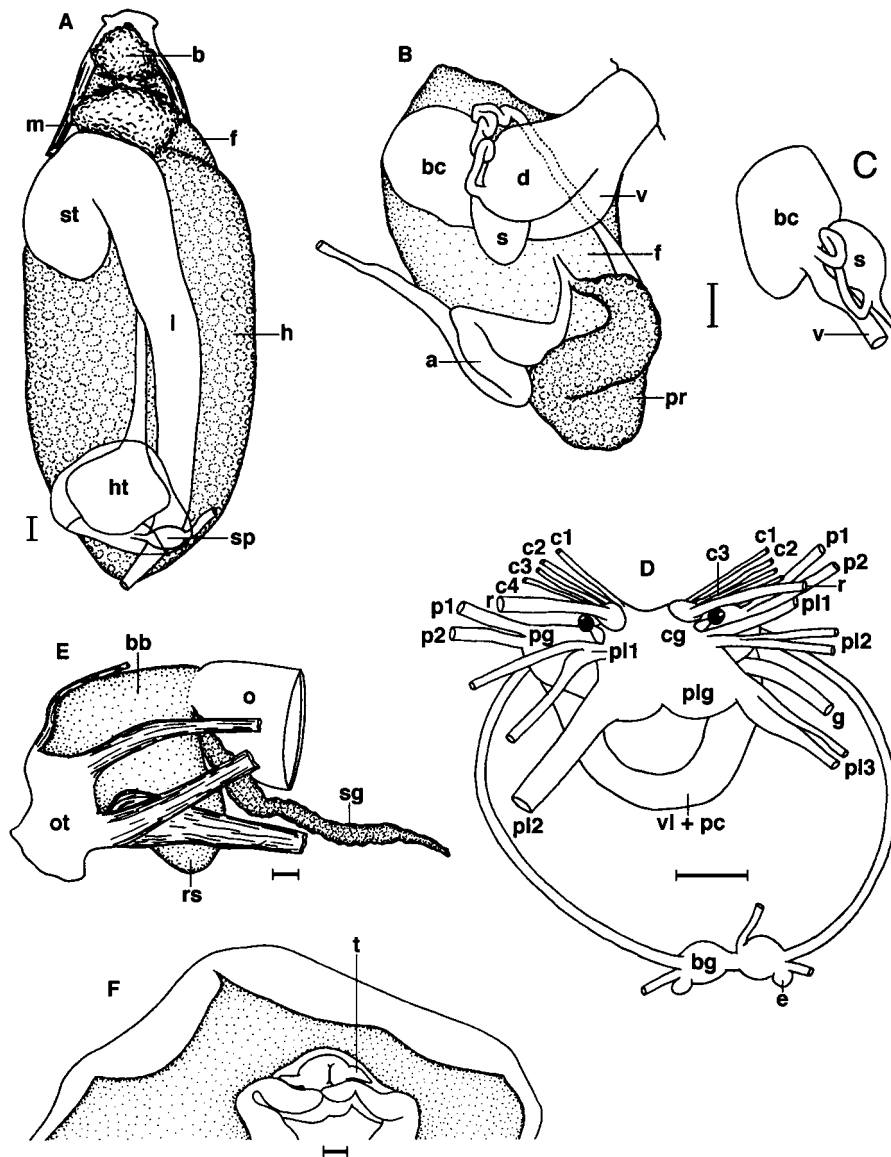 A
b
m
f
st
i
h
ht
sp
B
bc
d
v
s
f
a
pr
C
bc
s
v
D
c1
c2
c3
c4
r
p1
p2
pg
pl1
cg
c3
c1
c2
p1
p2
r
pl1
pl2
plg
g
pl3
pl2
vl + pc
bg
e
E
bb
o
ot
sg
rs
F
t